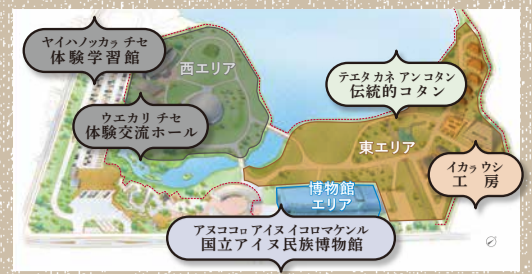 ヤイハノッカㇻ チセ
体験学習館
西エリア
ウエカリ チセ
体験交流ホール
テエタ カネ アン コタン
伝統的コタン
東エリア
イカㇻ ウシ
工 房
博物館
エリア
アヌココㇿ アイヌ イコロマケンル
国立アイヌ民族博物館